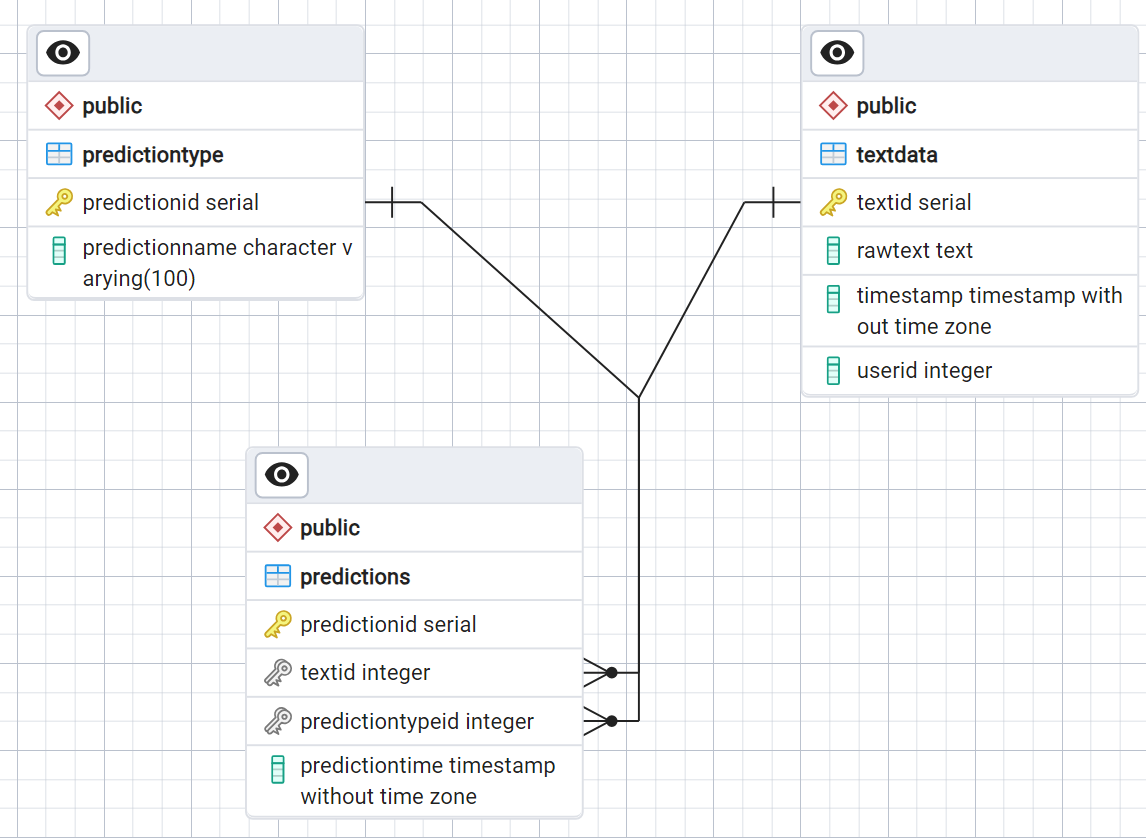 public
predictiontype
predictionid serial
predictionname character v
arying(100)
public
textdata
textid serial
rawtext text
timestamp timestamp with
out time zone
userid integer
public
predictions
predictionid serial
textid integer
predictiontypeid integer
predictiontime timestamp
without time zone